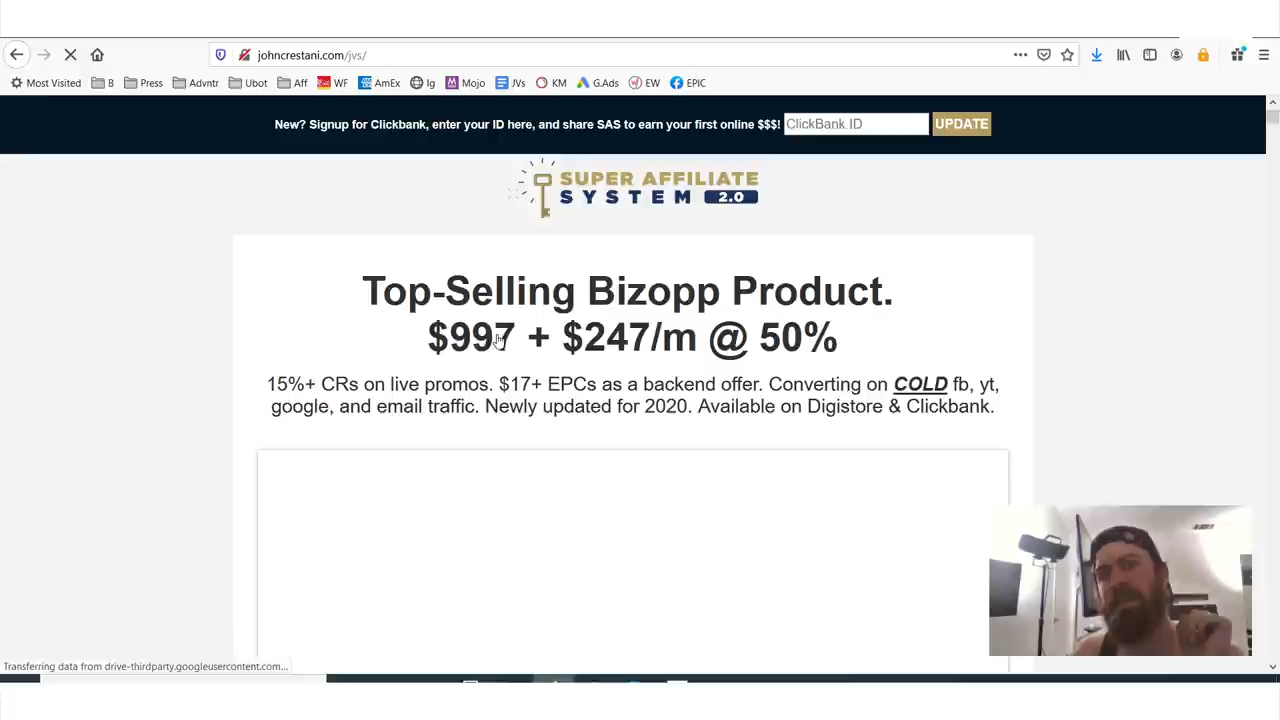 johncrestani.com/jvs/
Most Visited B Press Advntr Ubot Aff WF AmEx Ig Mojo JVs KM G.Ads EW EPIC
New? Signup for Clickbank, enter your ID here, and share SAS to earn your first online $$$! ClickBank ID UPDATE
SUPER AFFILIATE
SYSTEM 2.0
Top-Selling Bizopp Product.
$997 + $247/m @ 50%
15%+ CRs on live promos. $17+ EPCs as a backend offer. Converting on COLD fb, yt,
google, and email traffic. Newly updated for 2020. Available on Digistore & Clickbank.
Transferring data from drive-thirdparty.googleusercontent.com...